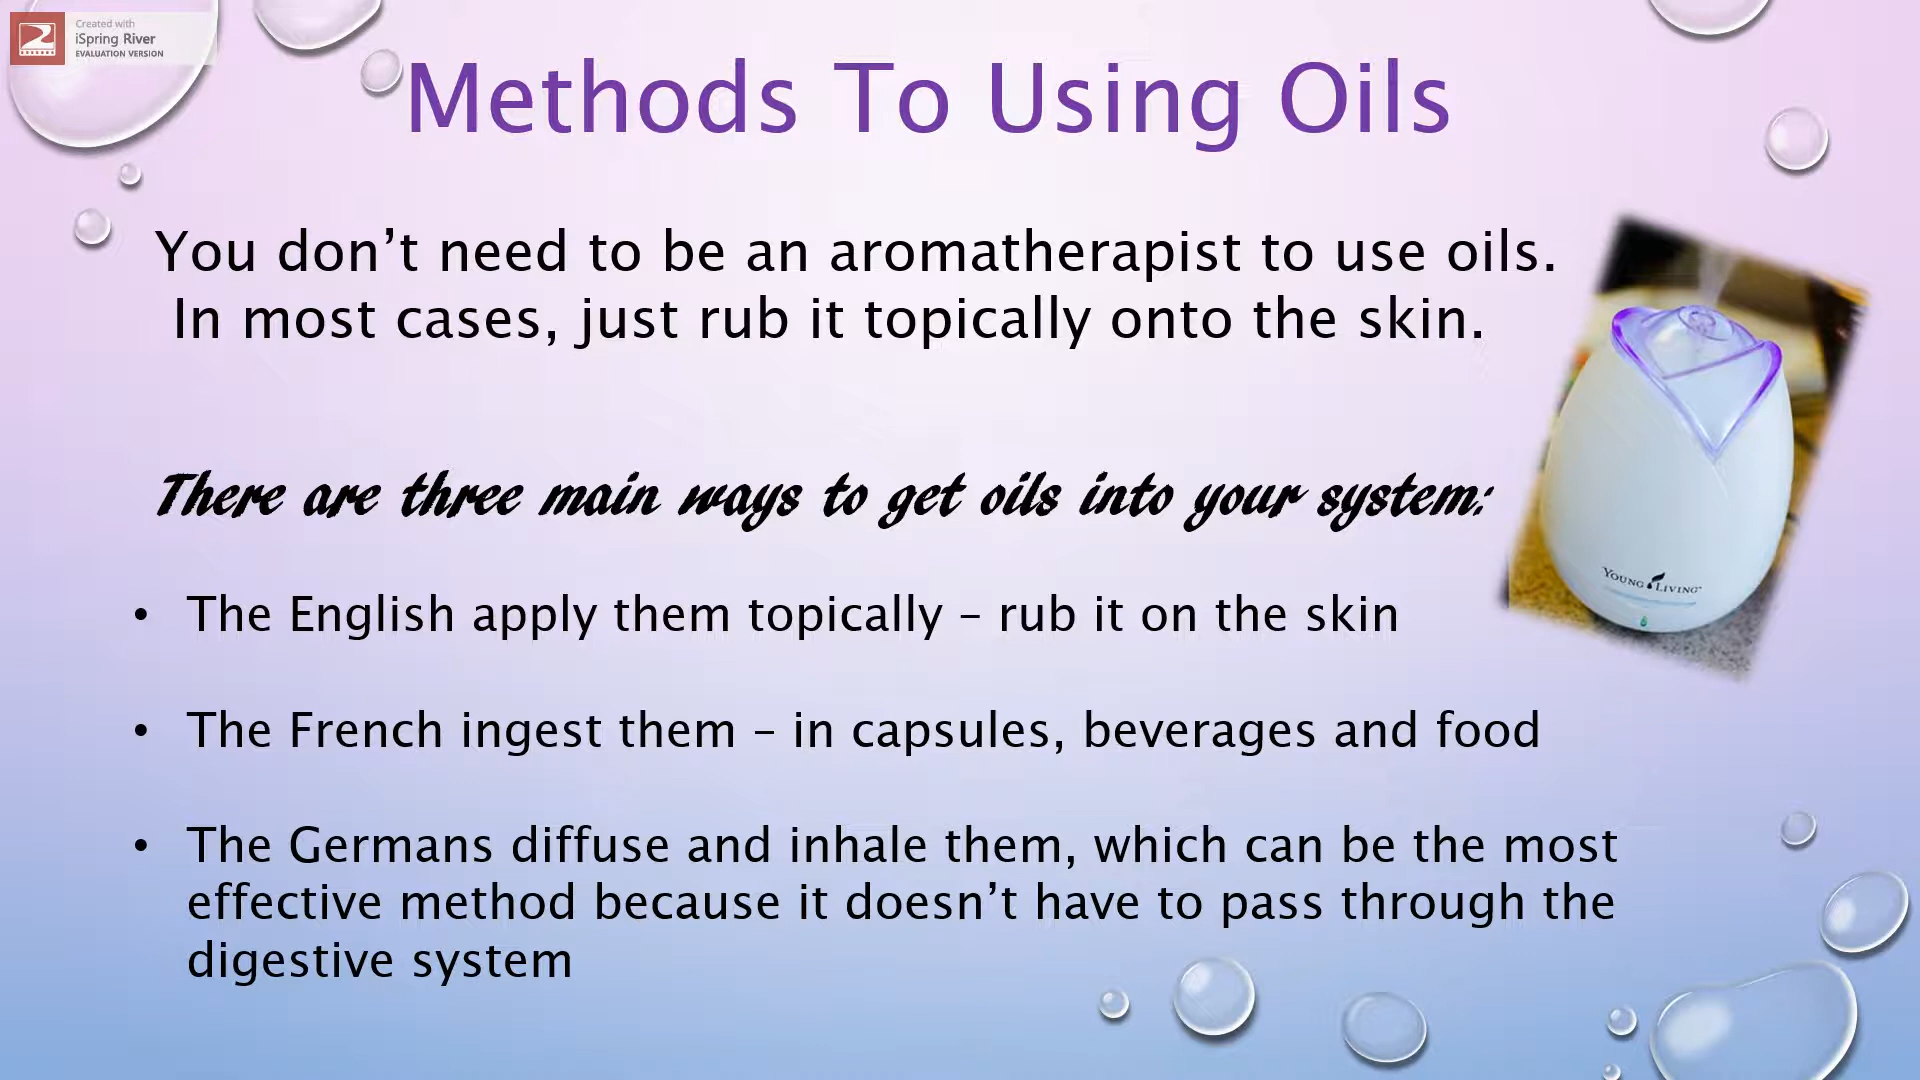 Created with
iSpring River
EVALUATION VERSION
Methods To Using Oils
You don’t need to be an aromatherapist to use oils.
In most cases, just rub it topically onto the skin.
There are three main ways to get oils into your system:
• The English apply them topically – rub it on the skin
• The French ingest them – in capsules, beverages and food
• The Germans diffuse and inhale them, which can be the most
effective method because it doesn’t have to pass through the
digestive system
YOUNG LIVING